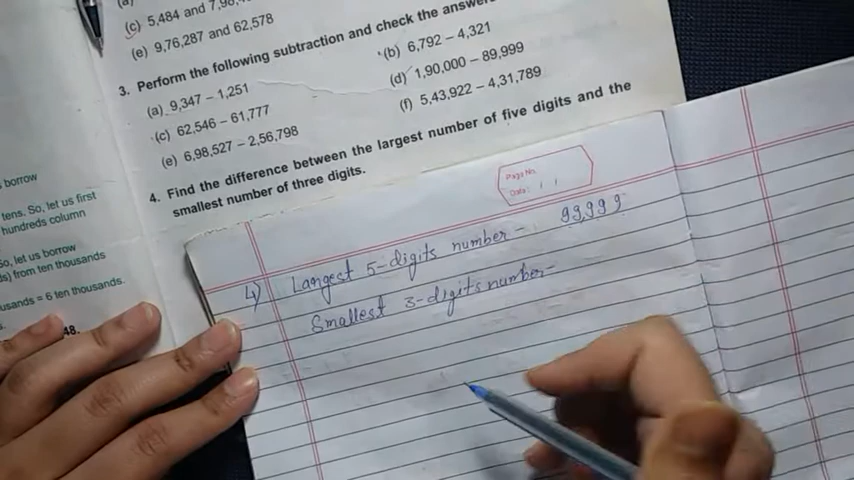 (c) 5,484 and 7,98,
(e) 9,76,287 and 62,578
3. Perform the following subtraction and check the answers
(a) 9,347 – 1,251
(b) 6,792 – 4,321
(c) 62,546 – 61,777
(d) 1,90,000 – 89,999
(e) 6,98,527 – 2,56,798
(f) 5,43,922 – 4,31,789
4. Find the difference between the largest number of five digits and the
smallest number of three digits.
borrow
tens. So, let us first
hundreds column
o, let us borrow
from ten thousands
usands = 6 ten thousands.
48.
Page No.
Date: / /
4) Langest 5-digits number - 99,999
Smallest 3-digits number-